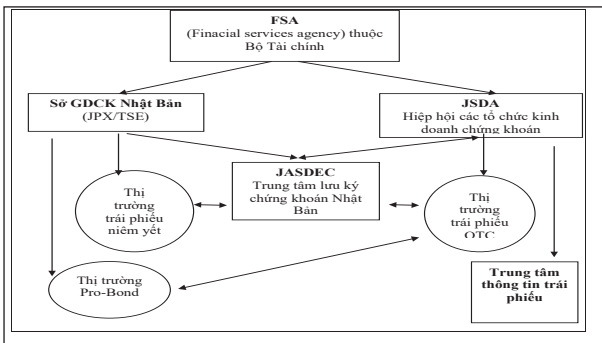 FSA
(Finacial services agency) thuộc
Bộ Tài chính
Sở GDCK Nhật Bản
(JPX/TSE)
JSDA
Hiệp hội các tổ chức kinh
doanh chứng khoán
JASDEC
Trung tâm lưu ký
chứng khoán Nhật
Bản
Thị
trường
trái phiếu
niêm yết
Thị
trường
trái phiếu
OTC
Thị trường
Pro-Bond
Trung tâm
thông tin trái
phiếu